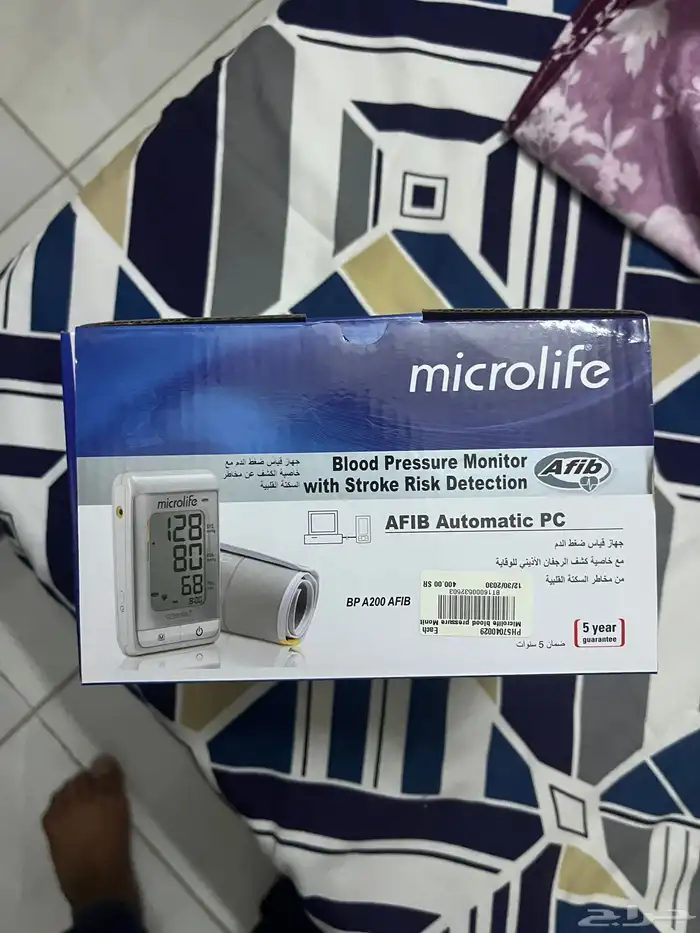 microlife
جهاز قياس ضغط الدم مع
خاصية الكشف عن مخاطر
السكتة القلبية
Blood Pressure Monitor
with Stroke Risk Detection
Afib
microlife
128
80
68
AFIB Automatic PC
جهاز قياس ضغط الدم
مع خاصية كشف الرجفان الأذيني للوقاية
من مخاطر السكتة القلبية
BP A200 AFIB
PHS7040029 Each
Microlife blood pressure Monit
BT16000532603
12/30/2030 400.00 SR
5 year
guarantee
ضمان 5 سنوات
حراج